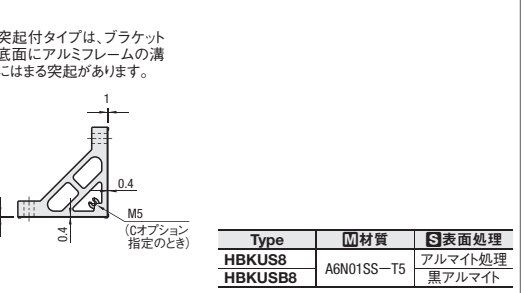 突起付タイプは、ブラケット
底面にアルミフレームの溝
にはまる突起があります。
1
0.4
M5
(Cオプション
指定のとき)
0.4
Type M材質 S表面処理
HBKUS8 A6N01SS－T5 アルマイト処理
HBKUSB8 黒アルマイト